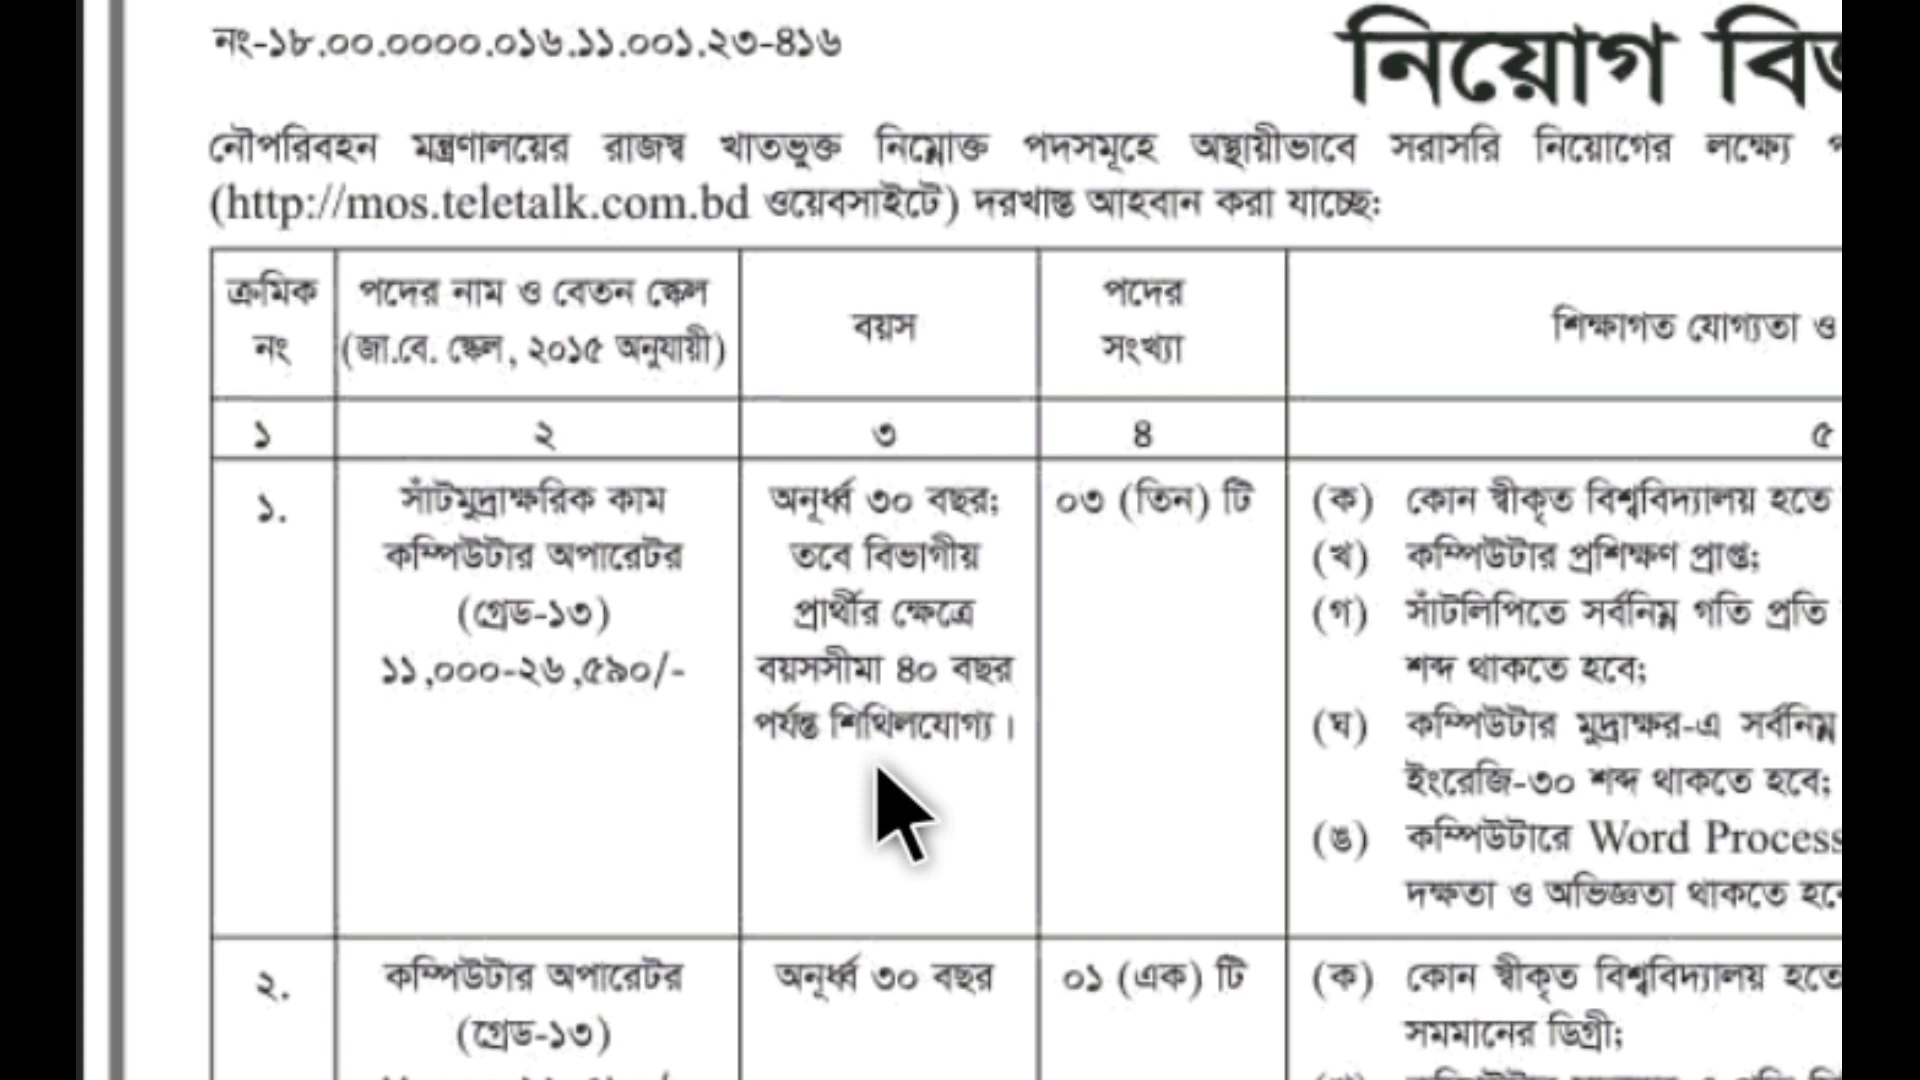 নং-১৮.০০.০০০০.০১৬.১১.০০১.২৩-৪১৬
নিয়োগ
নৌপরিবহন মন্ত্রণালয়ের রাজস্ব খাতভুক্ত নিম্নোক্ত পদসমূহে অস্থায়ীভাবে সরাসরি নিয়োগের লক্ষ্যে
(http://mos.teletalk.com.bd ওয়েবসাইটে) দরখাস্ত আহবান করা যাচ্ছে:
ক্রমিক নং
পদের নাম ও বেতন স্কেল
(জা.বে. স্কেল, ২০১৫ অনুযায়ী)
বয়স
পদের
সংখ্যা
শিক্ষাগত যোগ্যতা ও
১ ২ ৩ ৪ ৫
১.
সাঁটমুদ্রাক্ষরিক কাম
কম্পিউটার অপারেটর
(গ্রেড-১৩)
১১,০০০-২৬,৫৯০/-
অনূর্ধ্ব ৩০ বছর;
তবে বিভাগীয়
প্রার্থীর ক্ষেত্রে
বয়সসীমা ৪০ বছর
পর্যন্ত শিথিলযোগ্য।
০৩ (তিন) টি
(ক) কোন স্বীকৃত বিশ্ববিদ্যালয় হতে
(খ) কম্পিউটার প্রশিক্ষণ প্রাপ্ত;
(গ) সাঁটলিপিতে সর্বনিম্ন গতি প্রতি
শব্দ থাকতে হবে;
(ঘ) কম্পিউটার মুদ্রাক্ষর-এ সর্বনিম্ন
ইংরেজি-৩০ শব্দ থাকতে হবে;
(ঙ) কম্পিউটারে Word Process
দক্ষতা ও অভিজ্ঞতা থাকতে
২.
কম্পিউটার অপারেটর
(গ্রেড-১৩)
অনূর্ধ্ব ৩০ বছর
০১ (এক) টি
(ক) কোন স্বীকৃত বিশ্ববিদ্যালয় হতে
সমমানের ডিগ্রী;